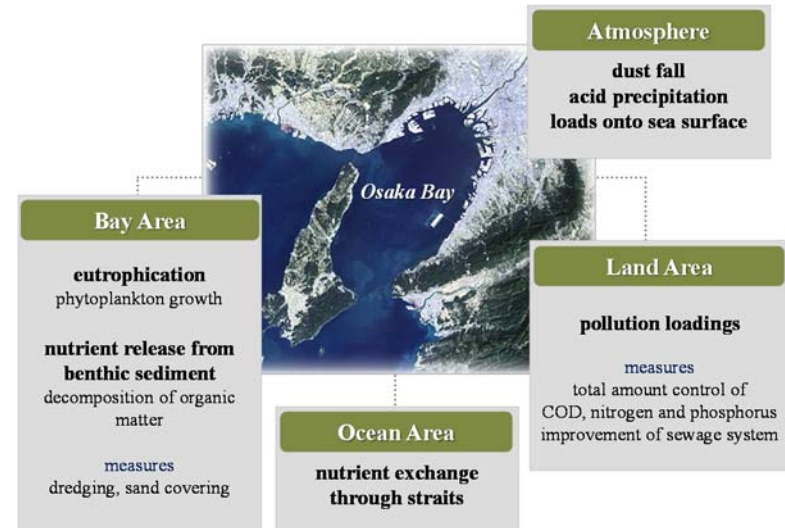 Atmosphere
dust fall
acid precipitation
loads onto sea surface
Osaka Bay
Bay Area
eutrophication
phytoplankton growth
nutrient release from
benthic sediment
decomposition of organic
matter
measures
dredging, sand covering
Ocean Area
nutrient exchange
through straits
Land Area
pollution loadings
measures
total amount control of
COD, nitrogen and phosphorus
improvement of sewage system